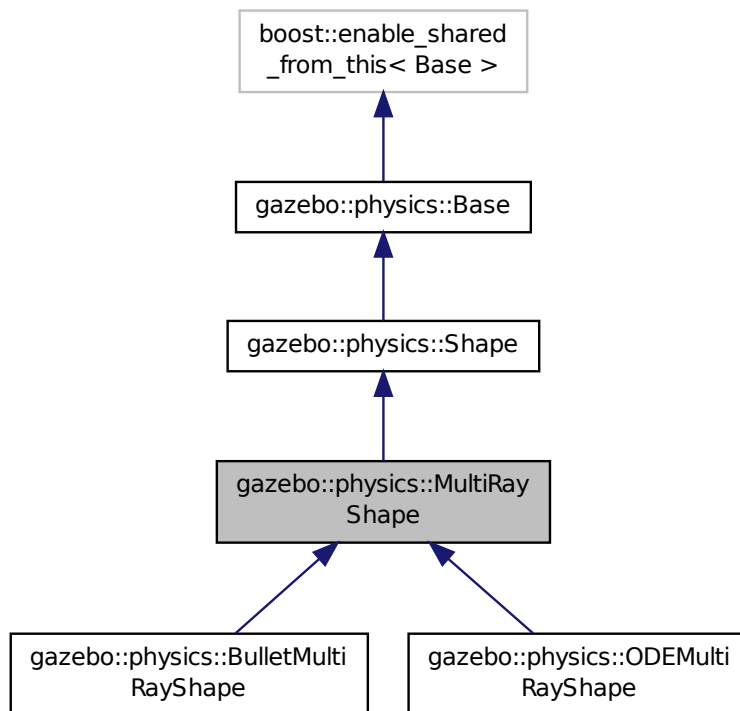 boost::enable_shared
_from_this< Base >
gazebo::physics::Base
gazebo::physics::Shape
gazebo::physics::MultiRay
Shape
gazebo::physics::BulletMulti
RayShape
gazebo::physics::ODEMulti
RayShape